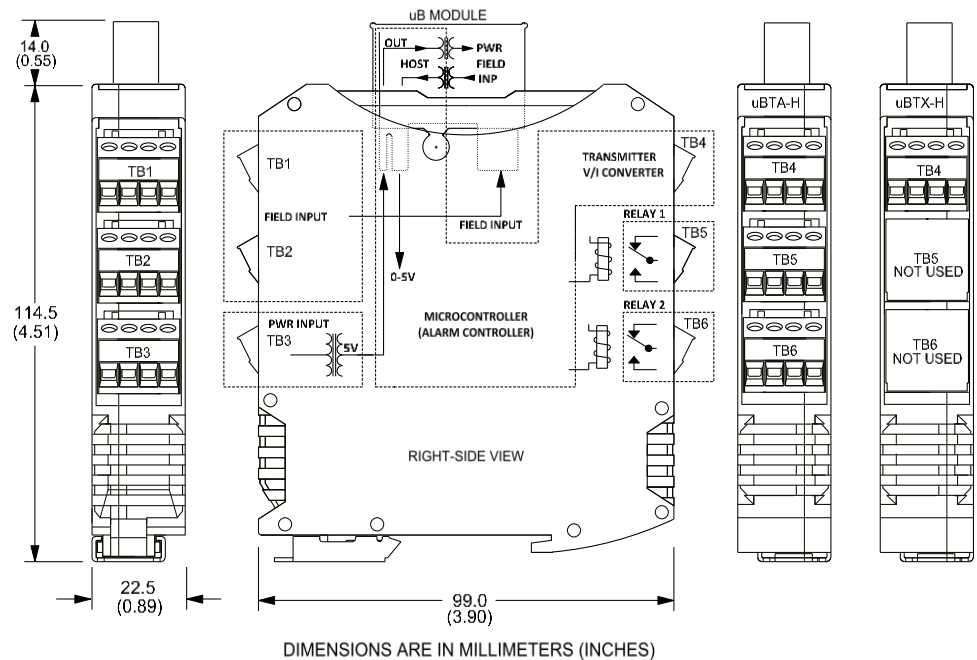 uB MODULE
14.0
(0.55)
OUT
PWR
HOST
FIELD
INP
uBTA-H
uBTX-H
TB1
TB2
TB3
114.5
(4.51)
TB1
FIELD INPUT
TB2
FIELD INPUT
0-5V
PWR INPUT
TB3
5V
MICROCONTROLLER
(ALARM CONTROLLER)
TRANSMITTER
V/I CONVERTER
TB4
RELAY 1
TB5
RELAY 2
TB6
RIGHT-SIDE VIEW
TB4
TB5
TB6
TB4
TB5
NOT USED
TB6
NOT USED
22.5
(0.89)
99.0
(3.90)
DIMENSIONS ARE IN MILLIMETERS (INCHES)